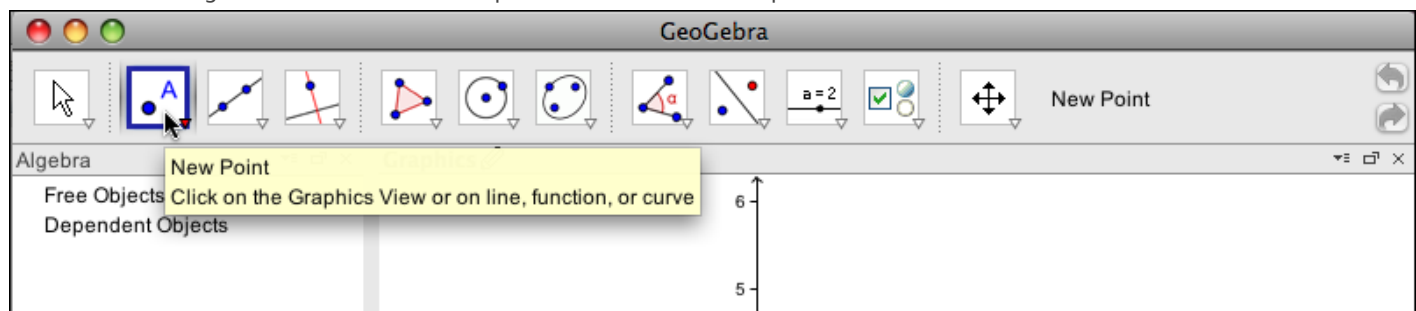 GeoGebra
A
α
a=2
New Point
Algebra
New Point
Click on the Graphics View or on line, function, or curve
Free Objects
Dependent Objects
6
5